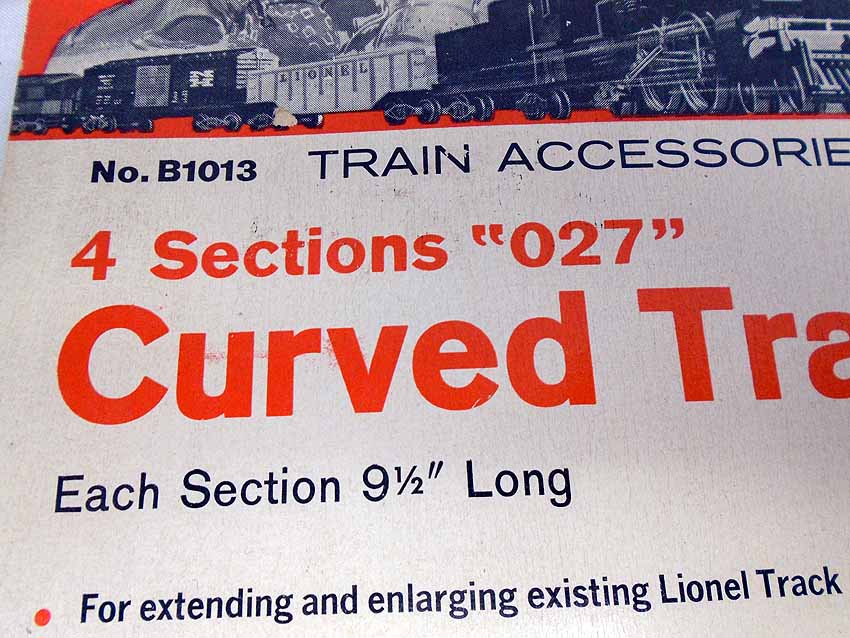 LIONEL
No. B1013 TRAIN ACCESSORIE
4 Sections "027"
Curved Tra
Each Section 9½" Long
• For extending and enlarging existing Lionel Track